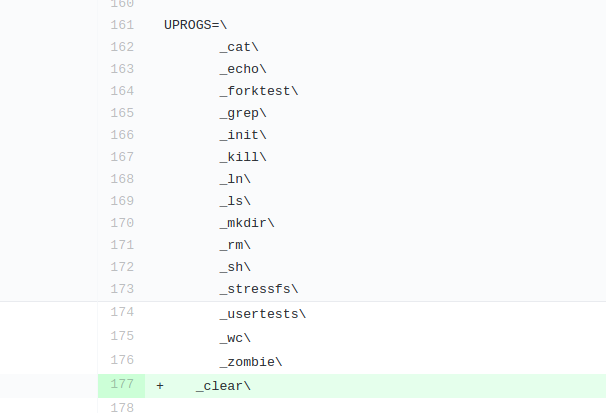 160
161 UPROGS=\
162 _cat\
163 _echo\
164 _forktest\
165 _grep\
166 _init\
167 _kill\
168 _ln\
169 _ls\
170 _mkdir\
171 _rm\
172 _sh\
173 _stressfs\
174 _usertests\
175 _wc\
176 _zombie\
177 + _clear\
178